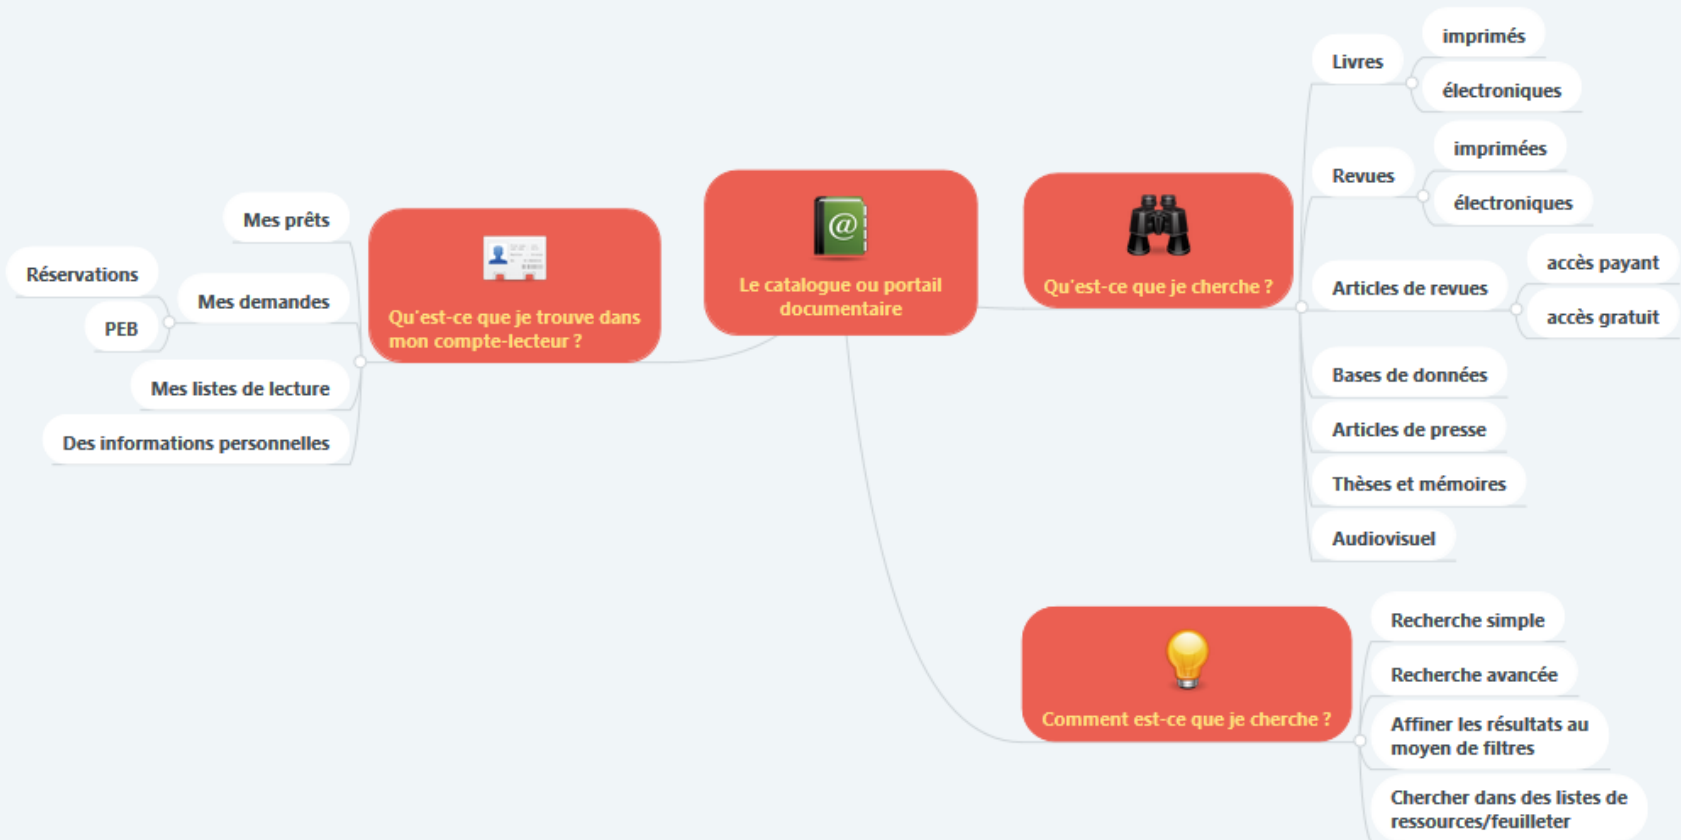 Le catalogue ou portail
documentaire
Qu'est-ce que je cherche ?
Livres
imprimés
électroniques
Revues
imprimées
électroniques
Articles de revues
accès payant
accès gratuit
Bases de données
Articles de presse
Thèses et mémoires
Audiovisuel
Comment est-ce que je cherche ?
Recherche simple
Recherche avancée
Affiner les résultats au
moyen de filtres
Chercher dans des listes de
ressources/feuilleter
Qu'est-ce que je trouve dans
mon compte-lecteur ?
Mes prêts
Mes demandes
Réservations
PEB
Mes listes de lecture
Des informations personnelles